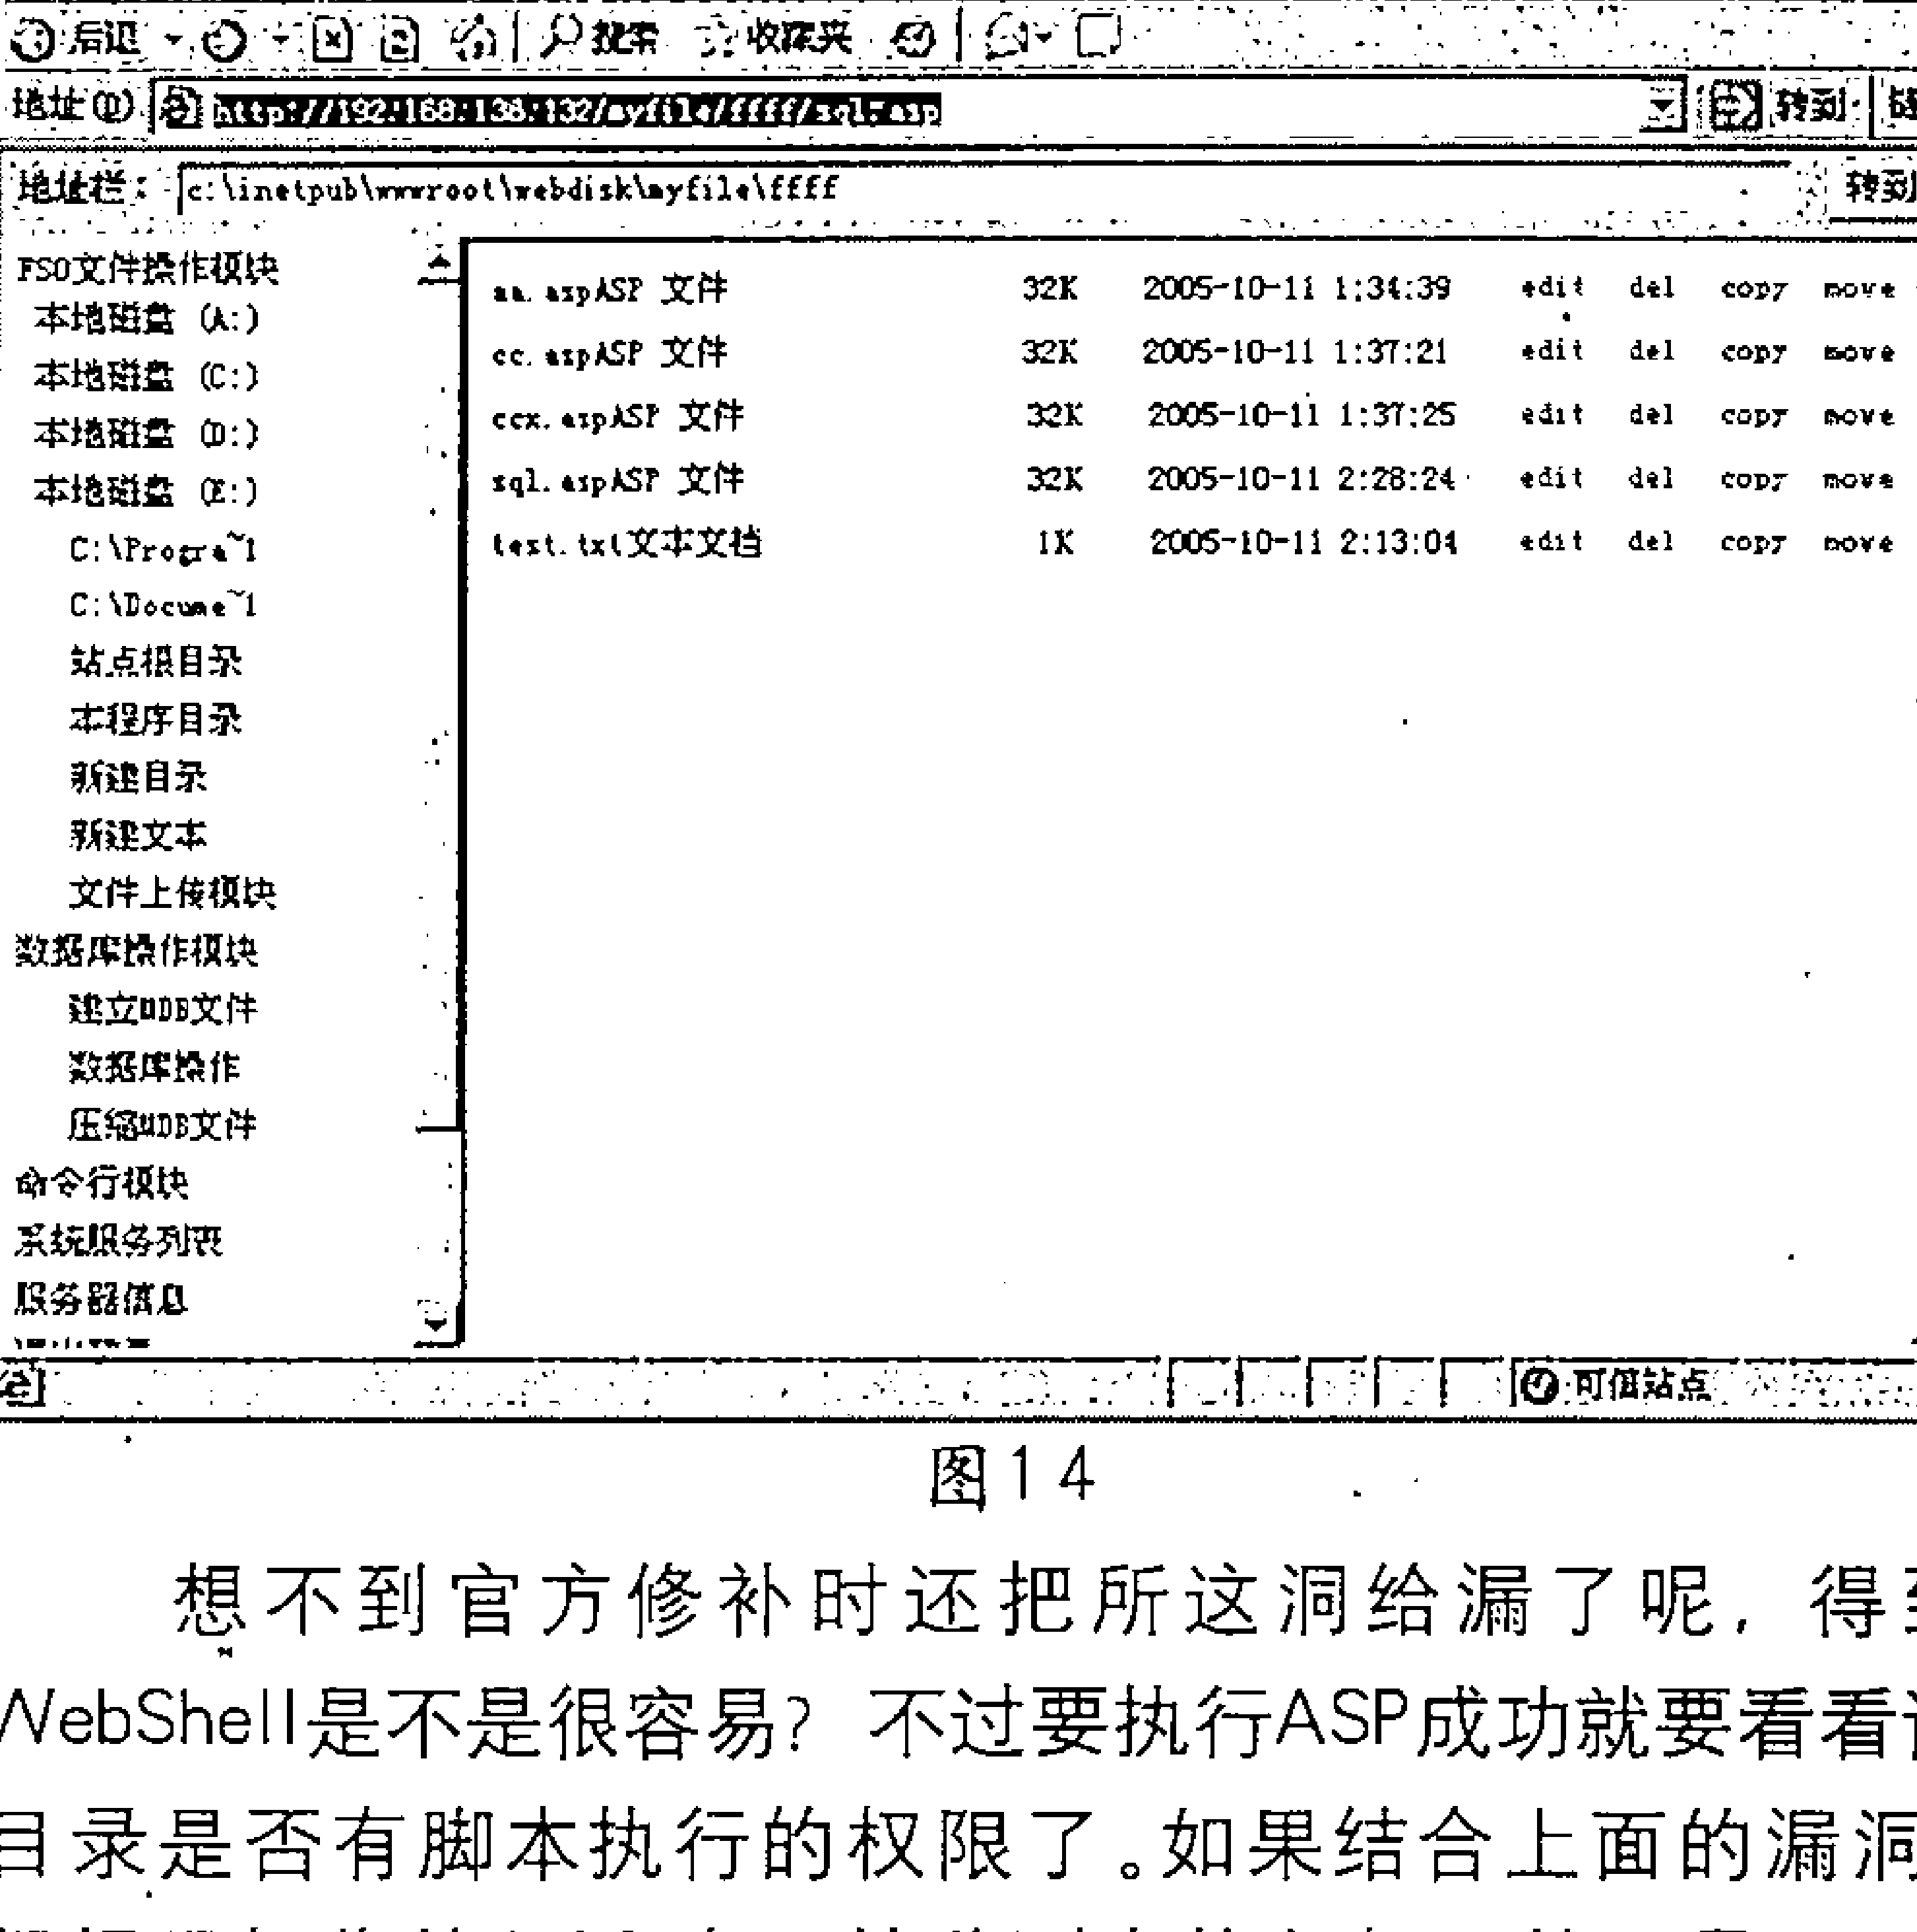 后退 搜索 收藏夹
地址(D) http://192.168.138.132/myfile/ffff/sql.asp 转到
地址栏: c:\inetpub\wwwroot\webdisk\myfile\ffff 转到
FSO文件操作模块
本地磁盘 (A:)
本地磁盘 (C:)
本地磁盘 (D:)
本地磁盘 (E:)
C:\Progra~1
C:\Docume~1
站点根目录
本程序目录
新建目录
新建文本
文件上传模块
数据库操作模块
建立MDB文件
数据库操作
压缩MDB文件
命令行模块
系统服务列表
服务器信息
aa.aspASP 文件 32K 2005-10-11 1:34:39 edit del copy move
cc.aspASP 文件 32K 2005-10-11 1:37:21 edit del copy move
ccx.aspASP 文件 32K 2005-10-11 1:37:25 edit del copy move
sql.aspASP 文件 32K 2005-10-11 2:28:24 edit del copy move
test.txt文本文档 1K 2005-10-11 2:13:04 edit del copy move
可信站点
图14
想不到官方修补时还把所这洞给漏了呢,得到
WebShell是不是很容易?不过要执行ASP成功就要看看
目录是否有脚本执行的权限了。如果结合上面的漏洞